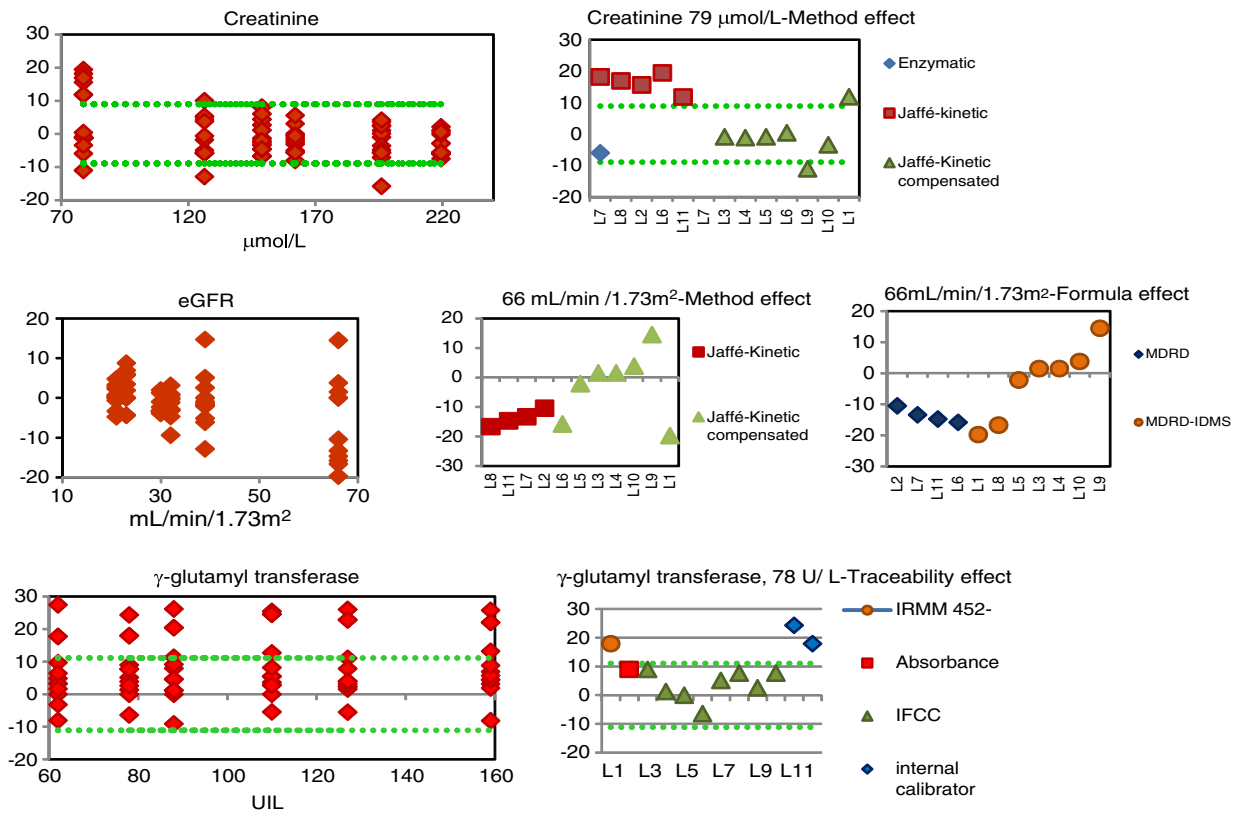 Creatinine
30
20
10
0
-10
-20
70
120
170
220
μmol/L
Creatinine 79 μmol/L-Method effect
30
20
10
0
-10
-20
L7
L8
L2
L6
L11
L7
L3
L4
L5
L6
L9
L10
L1
Enzymatic
Jaffé-kinetic
Jaffé-Kinetic
compensated
eGFR
20
10
0
-10
-20
10
30
50
70
mL/min/1.73m²
66 mL/min /1.73m²-Method effect
20
10
0
-10
-20
-30
L8
L11
L7
L2
L6
L5
L3
L4
L10
L9
L1
Jaffé-Kinetic
Jaffé-Kinetic
compensated
66mL/min/1.73m²-Formula effect
20
10
0
-10
-20
-30
L2
L7
L11
L6
L1
L8
L5
L3
L4
L10
L9
MDRD
MDRD-IDMS
γ-glutamyl transferase
30
20
10
0
-10
-20
60
80
100
120
140
160
UIL
γ-glutamyl transferase, 78 U/ L-Traceability effect
30
20
10
0
-10
-20
L1
L3
L5
L7
L9
L11
IRMM 452-
Absorbance
IFCC
internal
calibrator